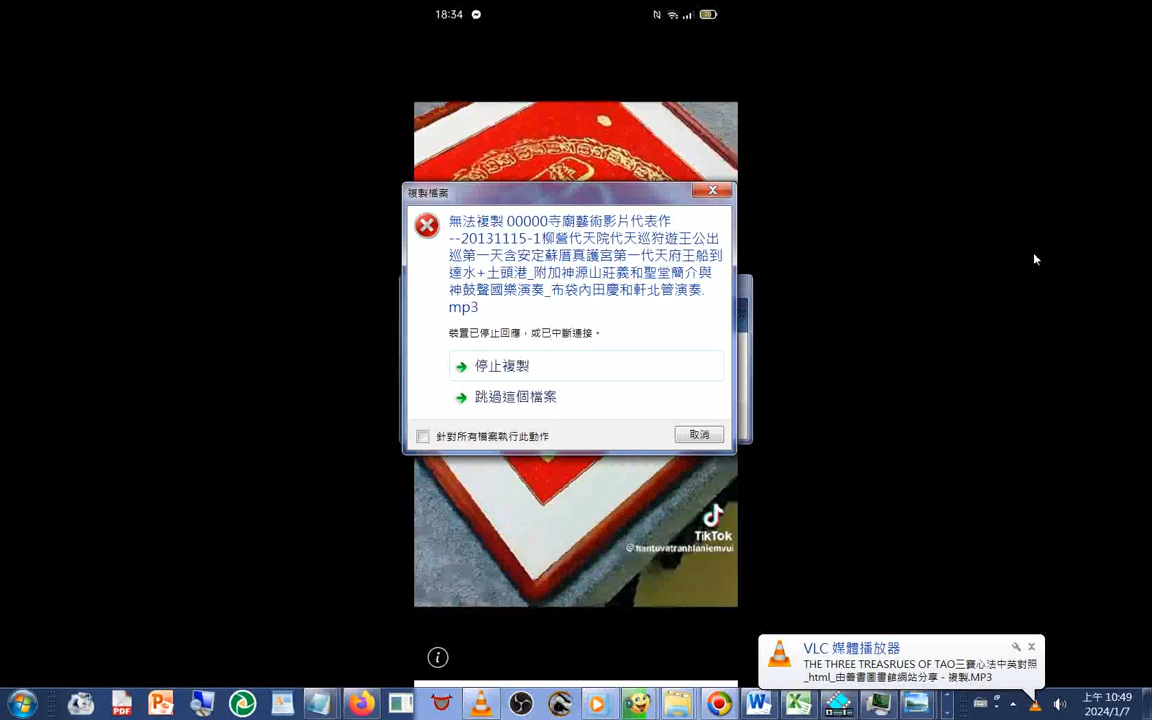 18:34
複製檔案
無法複製 00000寺廟藝術影片代表作
--20131115-1柳營代天院代天巡狩遊王公出
巡第一天含安定蘇厝真護宮第一代天府王船到
達水+土頭港_附加神源山莊義和聖堂簡介與
神鼓聲國樂演奏_布袋內田慶和軒北管演奏.
mp3
裝置已停止回應，或已中斷連接。
停止複製
跳過這個檔案
針對所有檔案執行此動作
取消
TikTok
@hantuvatranhlaniemvui
VLC 媒體播放器
THE THREE TREASRUES OF TAO三寶心法中英對照
_html_由善書圖書館網站分享 - 複製.MP3
上午 10:49
2024/1/7